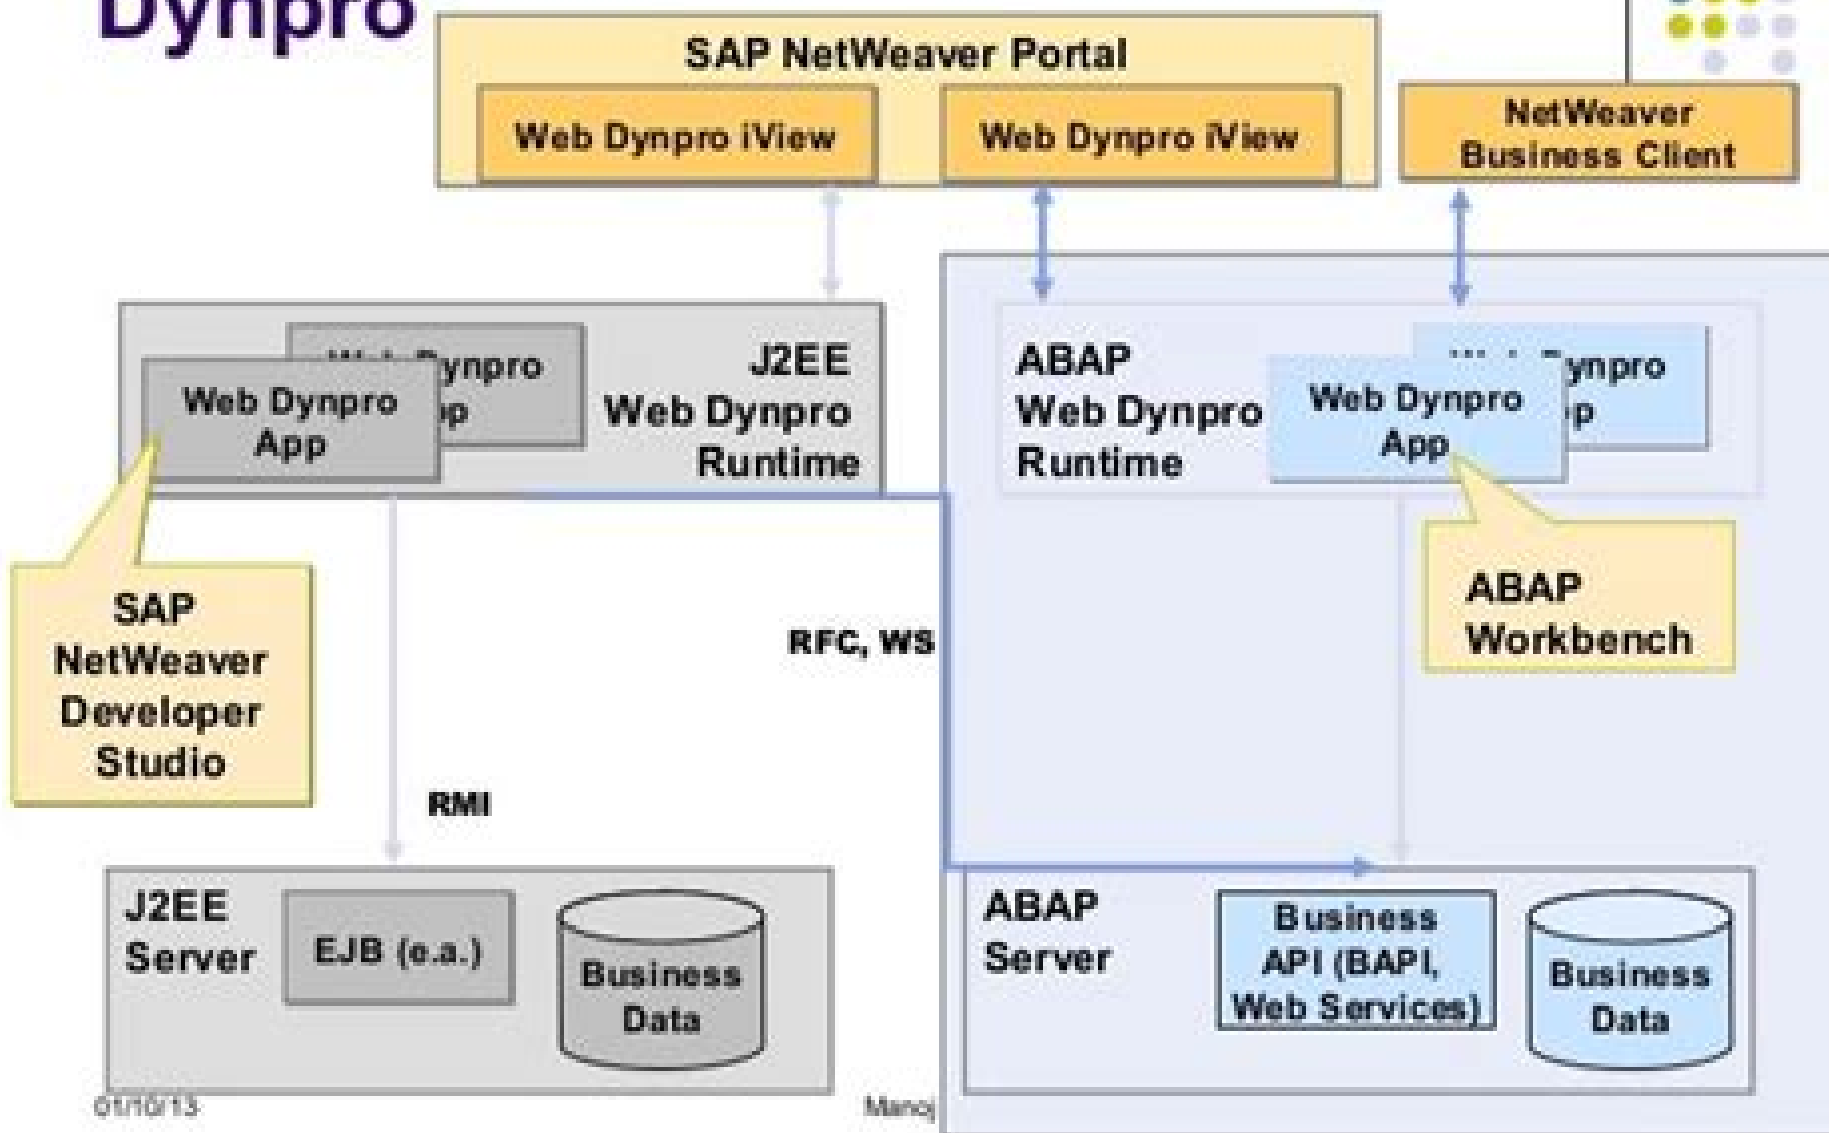 Dynpro
SAP NetWeaver Portal
Web Dynpro iView
Web Dynpro iView
NetWeaver
Business Client
Dynpro
Web Dynpro
App
J2EE
Web Dynpro
Runtime
ABAP
Web Dynpro
Runtime
ynpro
p
Web Dynpro
App
SAP
NetWeaver
Developer
Studio
RFC, WS
ABAP
Workbench
RMI
J2EE
Server
EJB (e.a.)
Business
Data
ABAP
Server
Business
API (BAPI,
Web Services)
Business
Data
01/10/13
Manoj